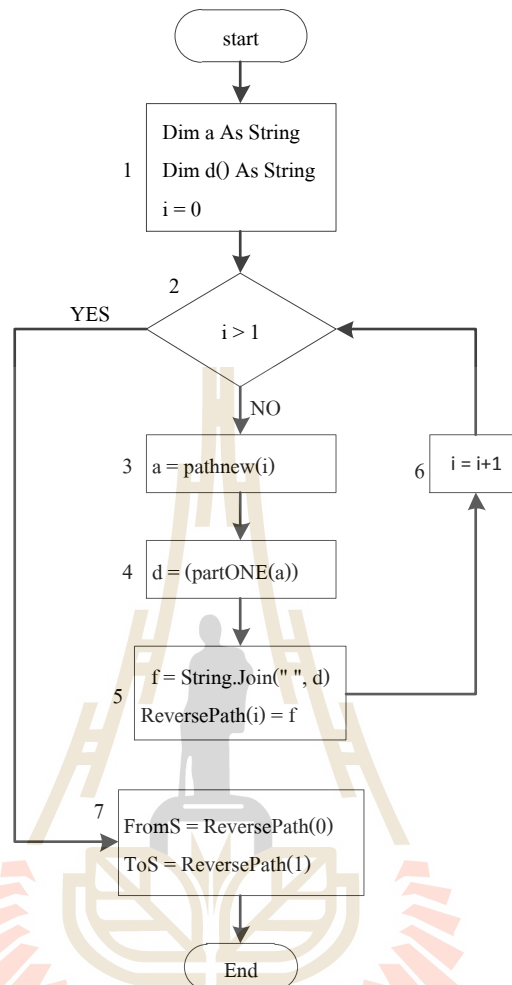 start
1
Dim a As String
Dim d() As String
i = 0
2
YES
i > 1
NO
3
a = pathnew(i)
6
i = i+1
4
d = (partONE(a))
5
f = String.Join(" ", d)
ReversePath(i) = f
7
FromS = ReversePath(0)
ToS = ReversePath(1)
End